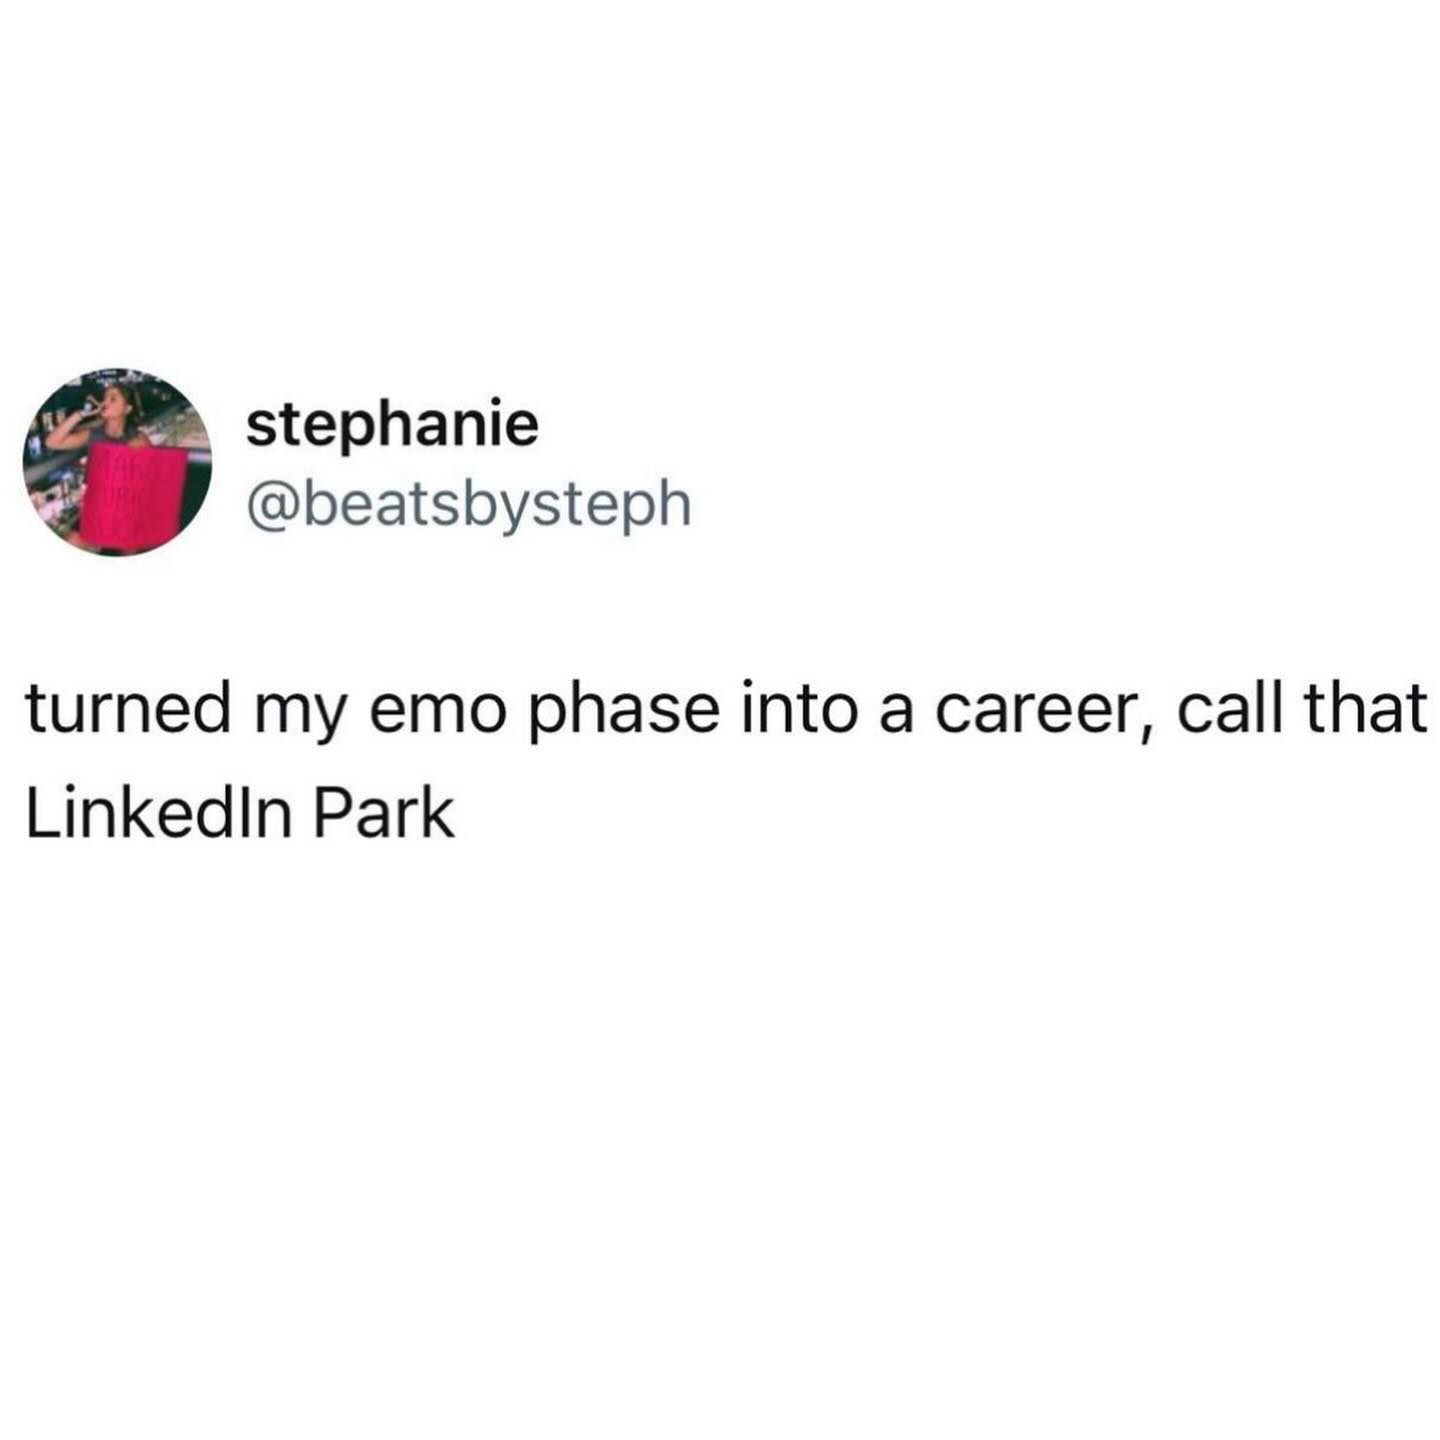 stephanie
@beatsbysteph
turned my emo phase into a career, call that
LinkedIn Park